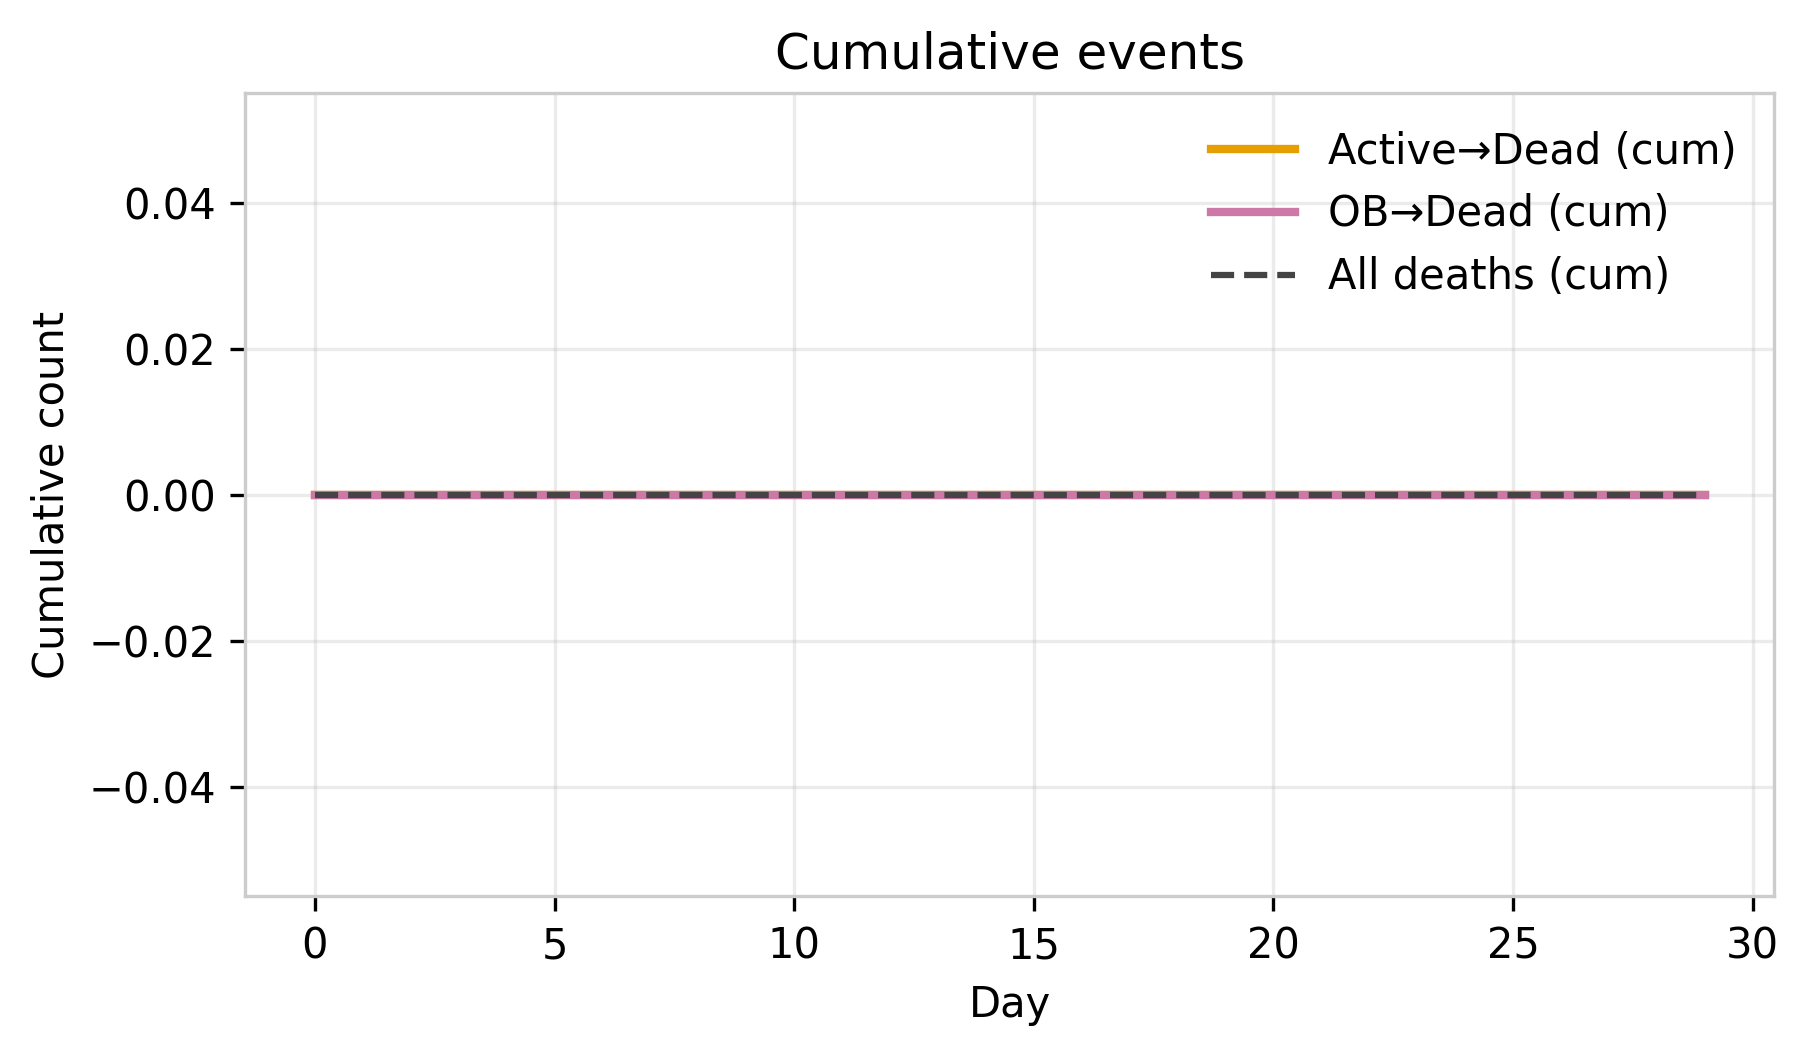 Cumulative events
Active→Dead (cum)
OB→Dead (cum)
All deaths (cum)
Cumulative count
0.04
0.02
0.00
−0.02
−0.04
0 5 10 15 20 25 30
Day